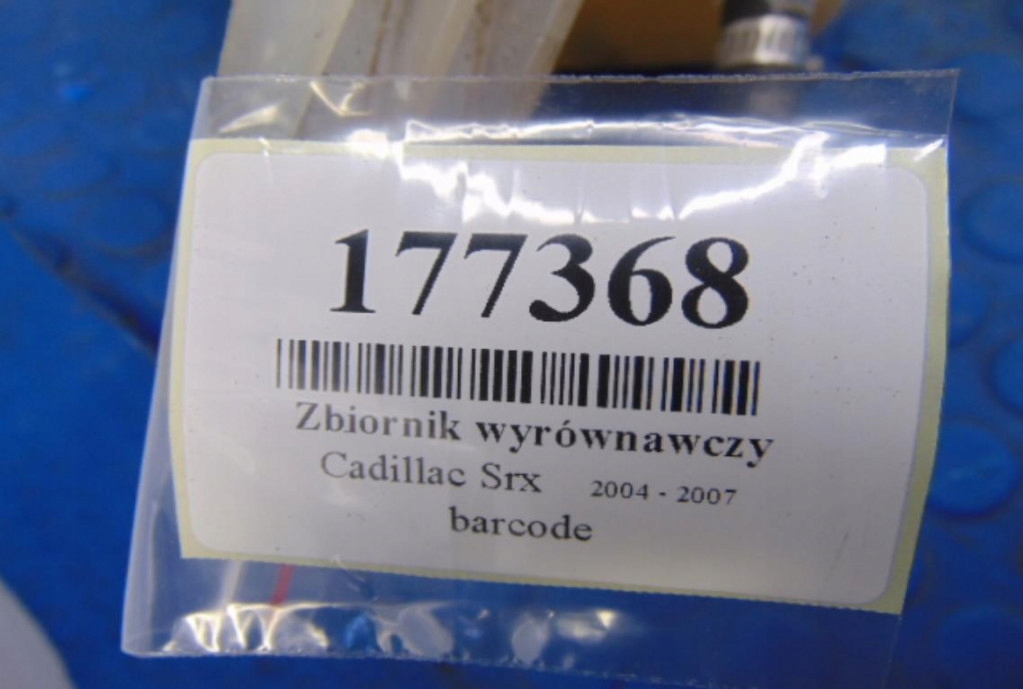 177368
Zbiornik wyrównawczy
Cadillac Srx 2004 - 2007
barcode